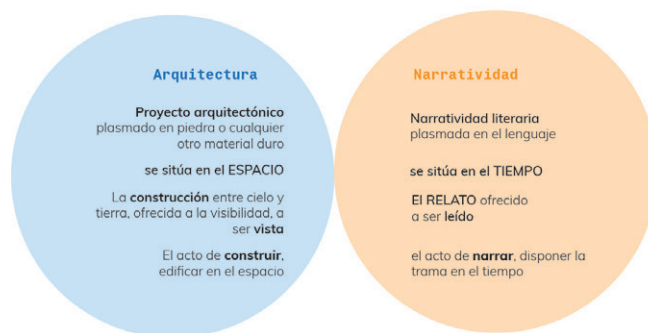 Arquitectura
Proyecto arquitectónico
plasmado en piedra o cualquier
otro material duro
se sitúa en el ESPACIO
La construcción entre cielo y
tierra, ofrecida a la visibilidad, a
ser vista
El acto de construir,
edificar en el espacio
Narratividad
Narratividad literaria
plasmada en el lenguaje
se sitúa en el TIEMPO
El RELATO ofrecido
a ser leído
el acto de narrar, disponer la
trama en el tiempo